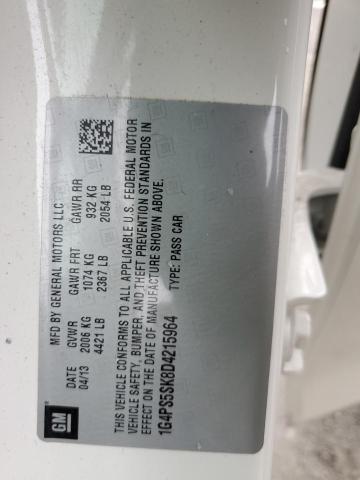 MFD BY GENERAL MOTORS LLC
DATE GVWR GAWR FRT GAWR RR
04/13 2006 KG 1074 KG 932 KG
4421 LB 2367 LB 2054 LB
THIS VEHICLE CONFORMS TO ALL APPLICABLE U.S. FEDERAL MOTOR
VEHICLE SAFETY, BUMPER, AND THEFT PREVENTION STANDARDS IN
EFFECT ON THE DATE OF MANUFACTURE SHOWN ABOVE.
1G4PS5SK8D4215964 TYPE: PASS CAR
GM